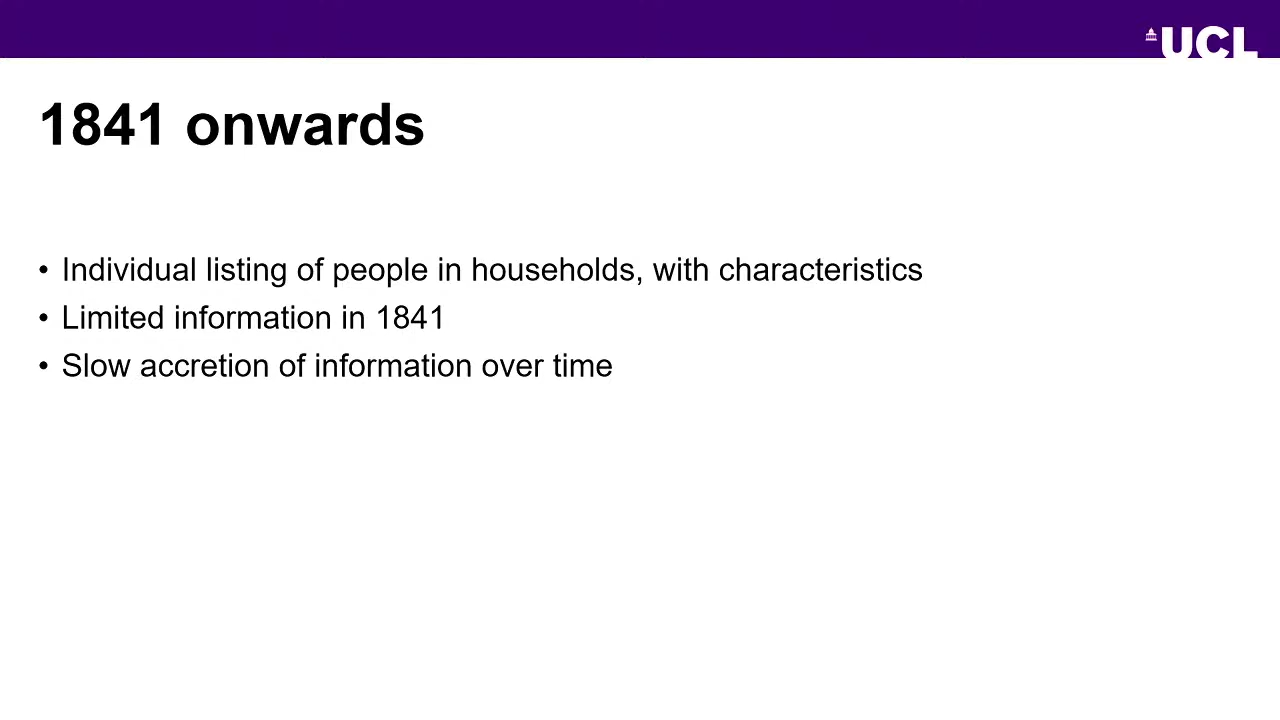 UCL
1841 onwards
• Individual listing of people in households, with characteristics
• Limited information in 1841
• Slow accretion of information over time